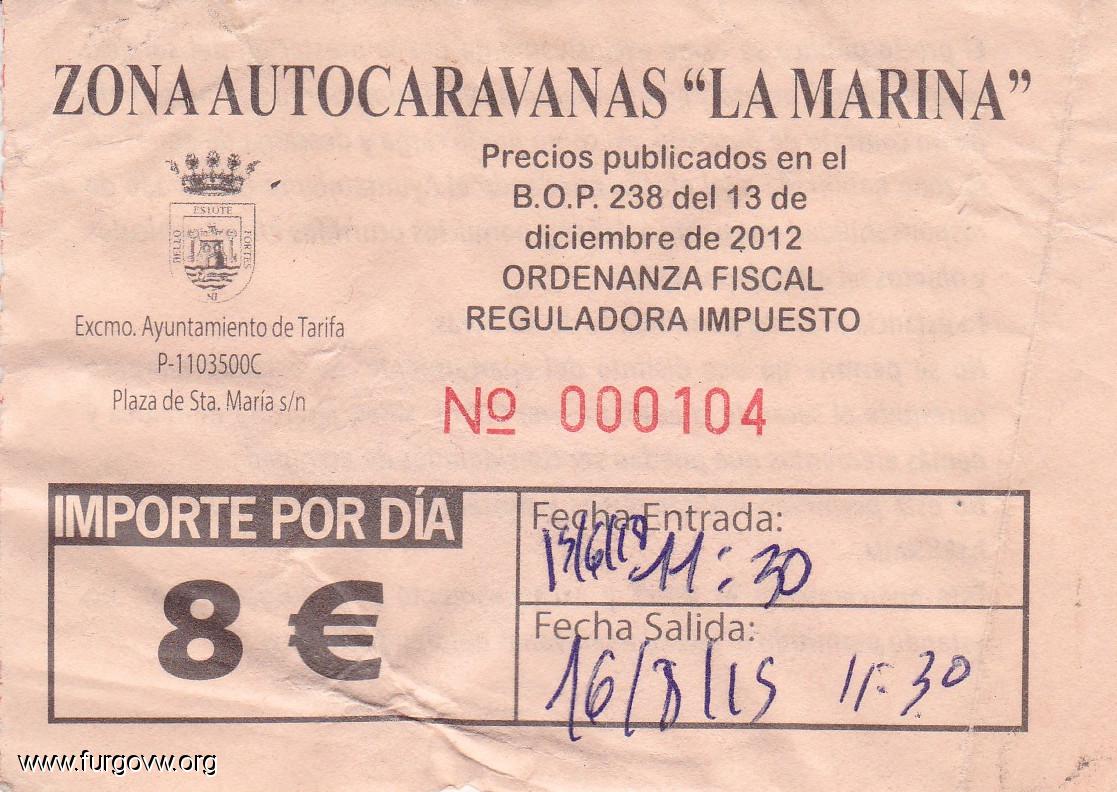 ZONA AUTOCARAVANAS “LA MARINA”
Precios publicados en el
B.O.P. 238 del 13 de
diciembre de 2012
ORDENANZA FISCAL
REGULADORA IMPUESTO
ESTOTE
BELLO
FORTES
IN
Excmo. Ayuntamiento de Tarifa
P-1103500C
Plaza de Sta. María s/n
Nº 000104
IMPORTE POR DÍA
8 €
Fecha Entrada:
11:30
Fecha Salida:
16/8/15 11:30
www.furgovw.org